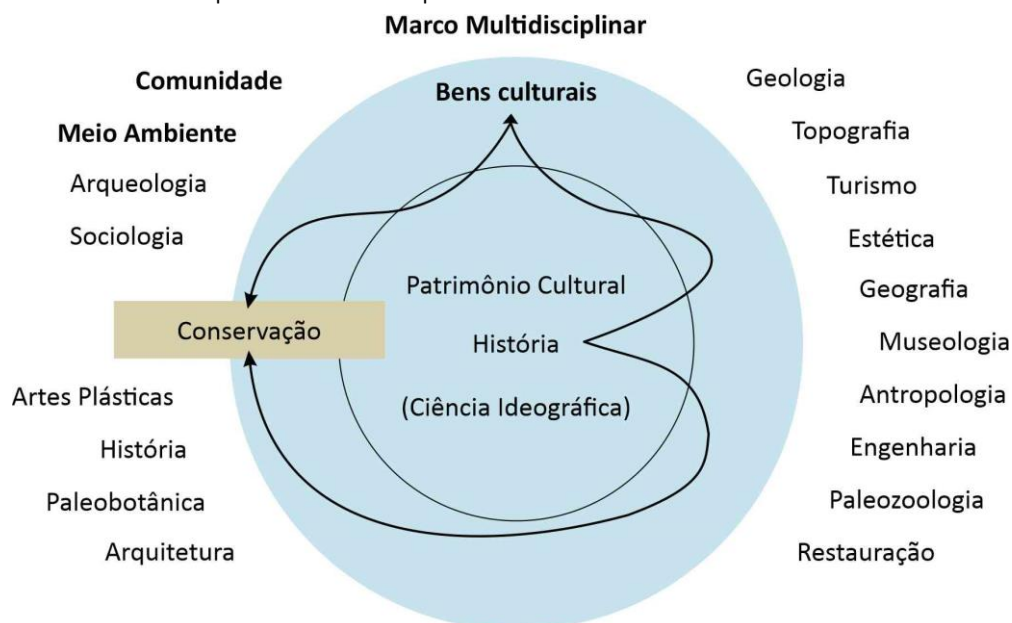 Marco Multidisciplinar
Comunidade
Bens culturais
Geologia
Meio Ambiente
Topografia
Arqueologia
Turismo
Sociologia
Estética
Patrimônio Cultural
Geografia
Conservação
História
Museologia
Artes Plásticas
(Ciência Ideográfica)
Antropologia
História
Engenharia
Paleobotânica
Paleozoologia
Arquitetura
Restauração